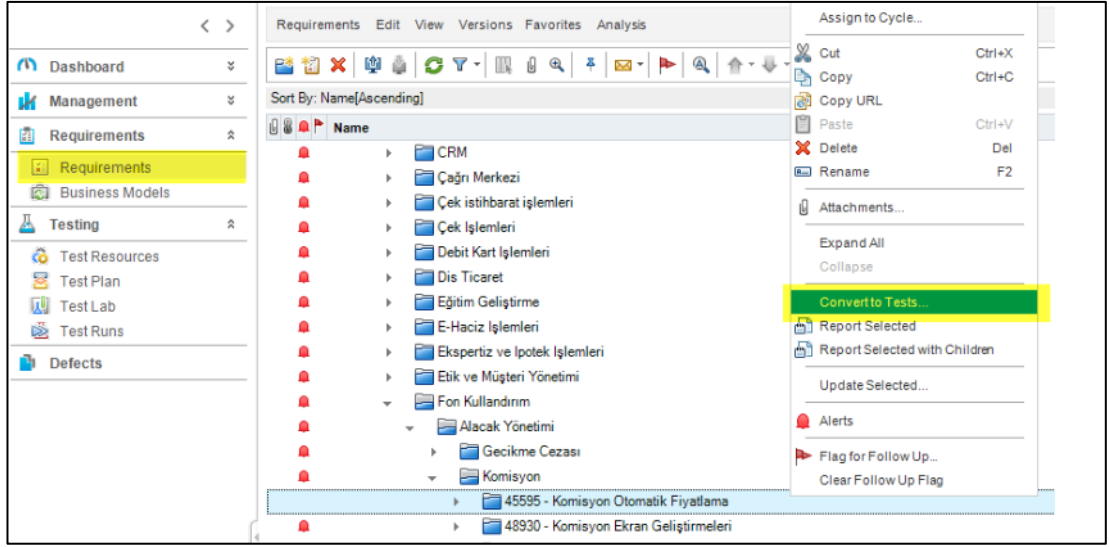 Dashboard
Management
Requirements
Requirements
Business Models
Testing
Test Resources
Test Plan
Test Lab
Test Runs
Defects
Requirements Edit View Versions Favorites Analysis
Sort By: Name[Ascending]
Name
CRM
Çağrı Merkezi
Çek istihbarat işlemleri
Çek İşlemleri
Debit Kart İşlemleri
Dis Ticaret
Eğitim Geliştirme
E-Haciz İşlemleri
Ekspertiz ve Ipotek İşlemleri
Etik ve Müşteri Yönetimi
Fon Kullandırım
Alacak Yönetimi
Gecikme Cezası
Komisyon
45595 - Komisyon Otomatik Fiyatlama
48930 - Komisyon Ekran Geliştirmeleri
Assign to Cycle...
Cut Ctrl+X
Copy Ctrl+C
Copy URL
Paste Ctrl+V
Delete Del
Rename F2
Attachments...
Expand All
Collapse
Convert to Tests...
Report Selected
Report Selected with Children
Update Selected...
Alerts
Flag for Follow Up...
Clear Follow Up Flag